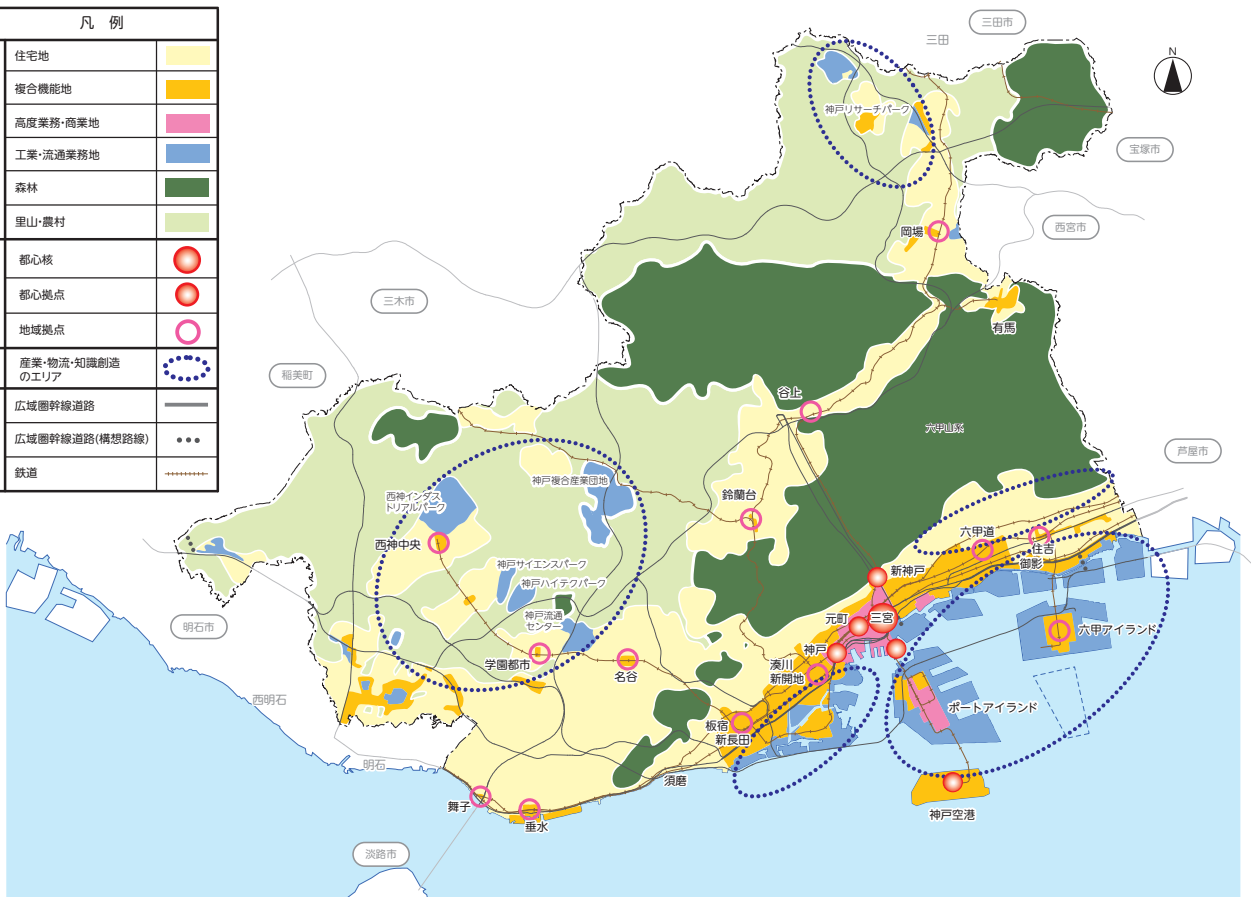 凡 例
住宅地
複合機能地
高度業務・商業地
工業・流通業務地
森林
里山・農村
都心核
都心拠点
地域拠点
産業・物流・知識創造
のエリア
広域圏幹線道路
広域圏幹線道路(構想路線)
鉄道
三田市
三田
N
神戸リサーチパーク
宝塚市
西宮市
岡場
三木市
有馬
稲美町
谷上
六甲山系
芦屋市
神戸複合産業団地
西神インダス
トリアルパーク
鈴蘭台
西神中央
六甲道
住吉
御影
神戸サイエンスパーク
神戸ハイテクパーク
新神戸
神戸流通
センター
元町
三宮
明石市
六甲アイランド
学園都市
名谷
神戸
湊川
新開地
西明石
ポートアイランド
板宿
新長田
明石
須磨
舞子
垂水
神戸空港
淡路市